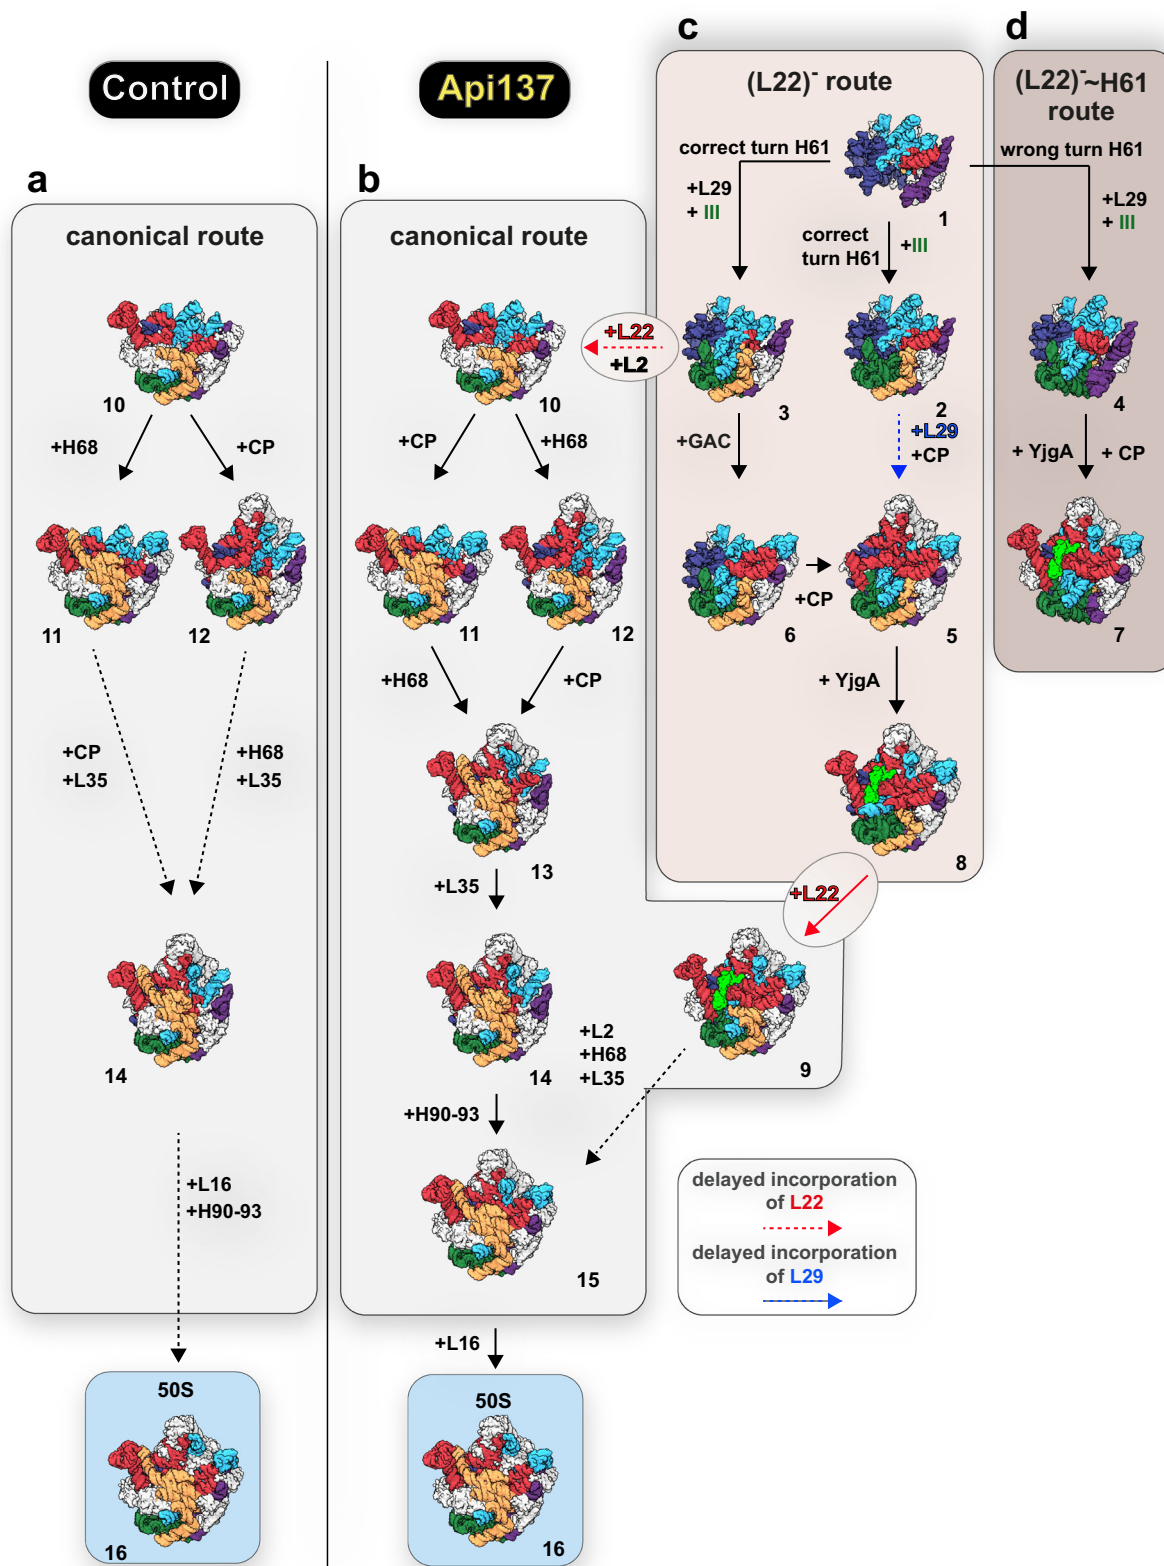 Control
Api137
a
canonical route
10
+H68
+CP
11
12
+CP
+L35
+H68
+L35
14
+L16
+H90-93
50S
16
b
canonical route
10
+CP
+H68
11
12
+H68
+CP
13
+L35
14
+H90-93
15
+L16
50S
16
c
(L22)⁻ route
correct turn H61
1
+L29
+ III
correct
turn H61
+III
+L22
+L2
3
2
+GAC
+L29
+CP
+CP
6
5
+ YjgA
8
+L22
9
+L2
+H68
+L35
d
(L22)⁻~H61
route
wrong turn H61
+L29
+ III
4
+ YjgA
+ CP
7
delayed incorporation
of L22
delayed incorporation
of L29